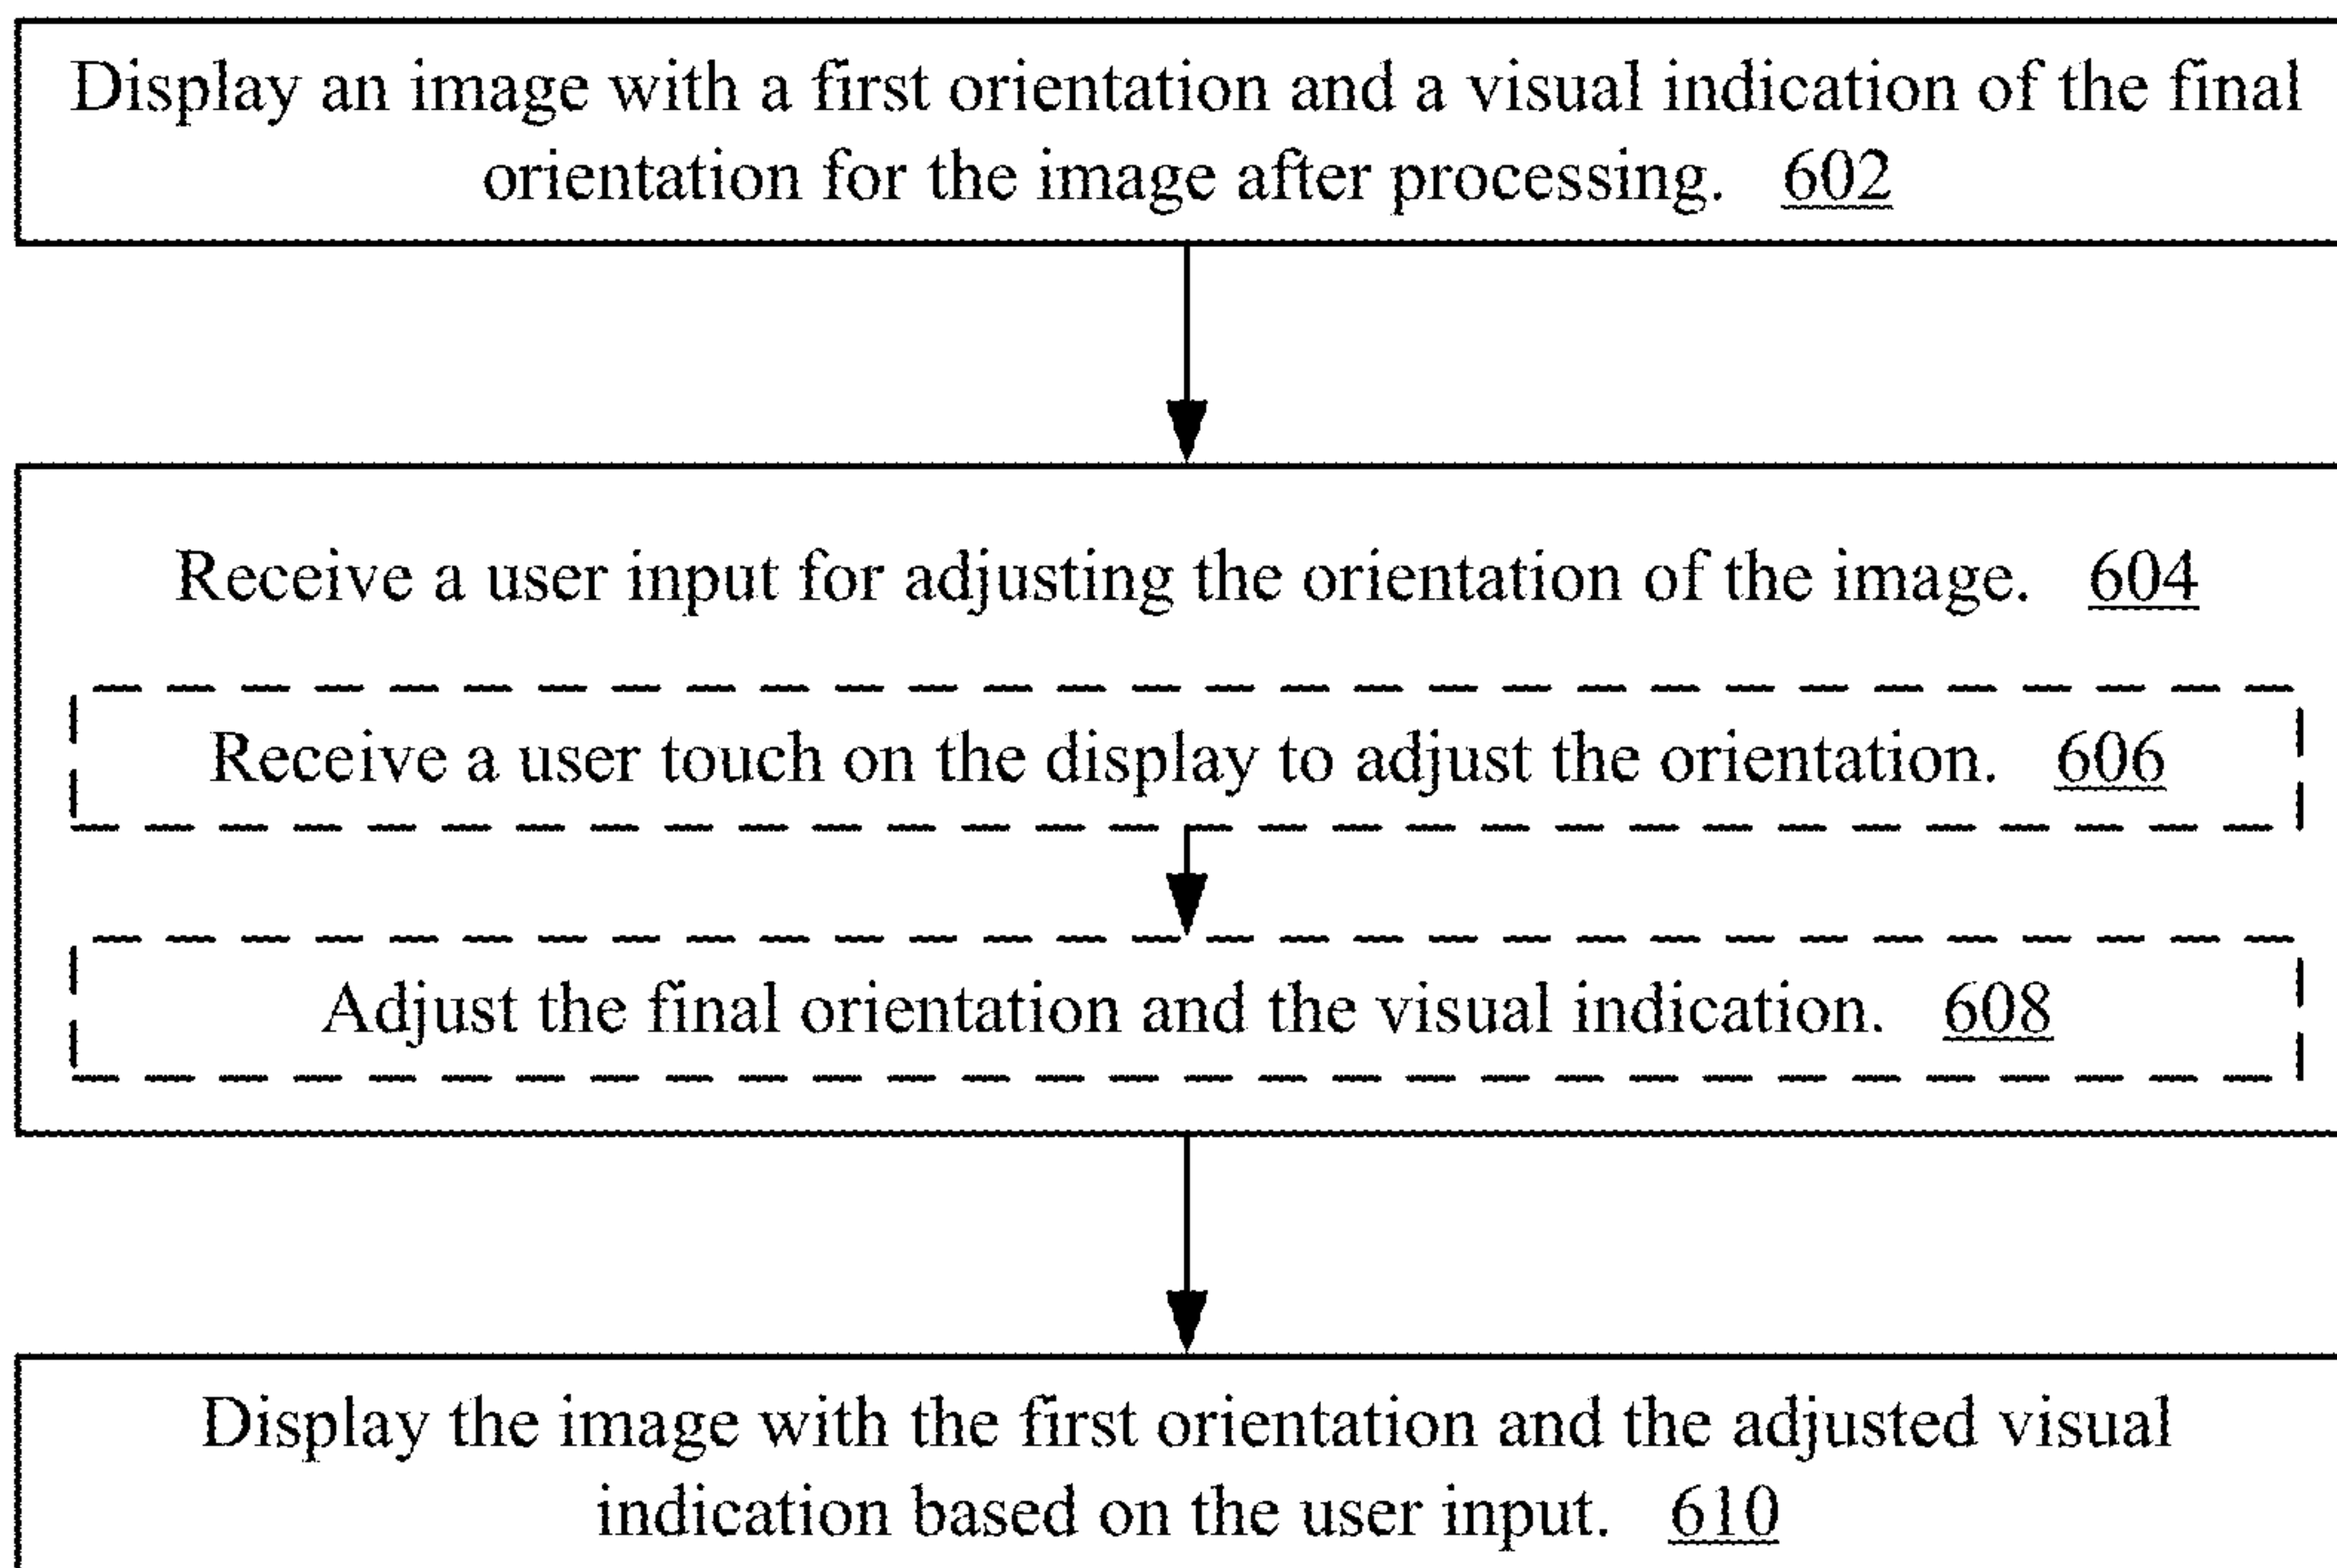 Display an image with a first orientation and a visual indication of the final
orientation for the image after processing. 602
Receive a user input for adjusting the orientation of the image. 604
Receive a user touch on the display to adjust the orientation. 606
Adjust the final orientation and the visual indication. 608
Display the image with the first orientation and the adjusted visual
indication based on the user input. 610